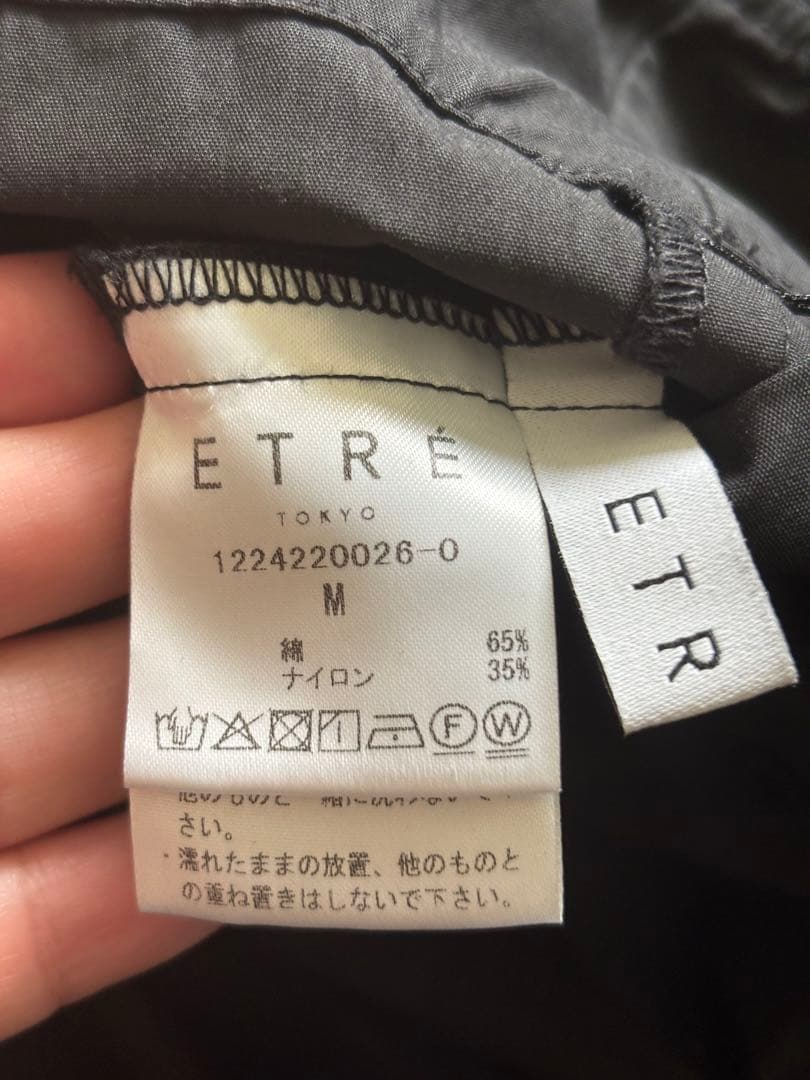 ETRÉ
TOKYO
1224220026-0
M
綿 65%
ナイロン 35%
F W
さい。
・濡れたままの放置、他のものと
の重ね置きはしないで下さい。
ETR